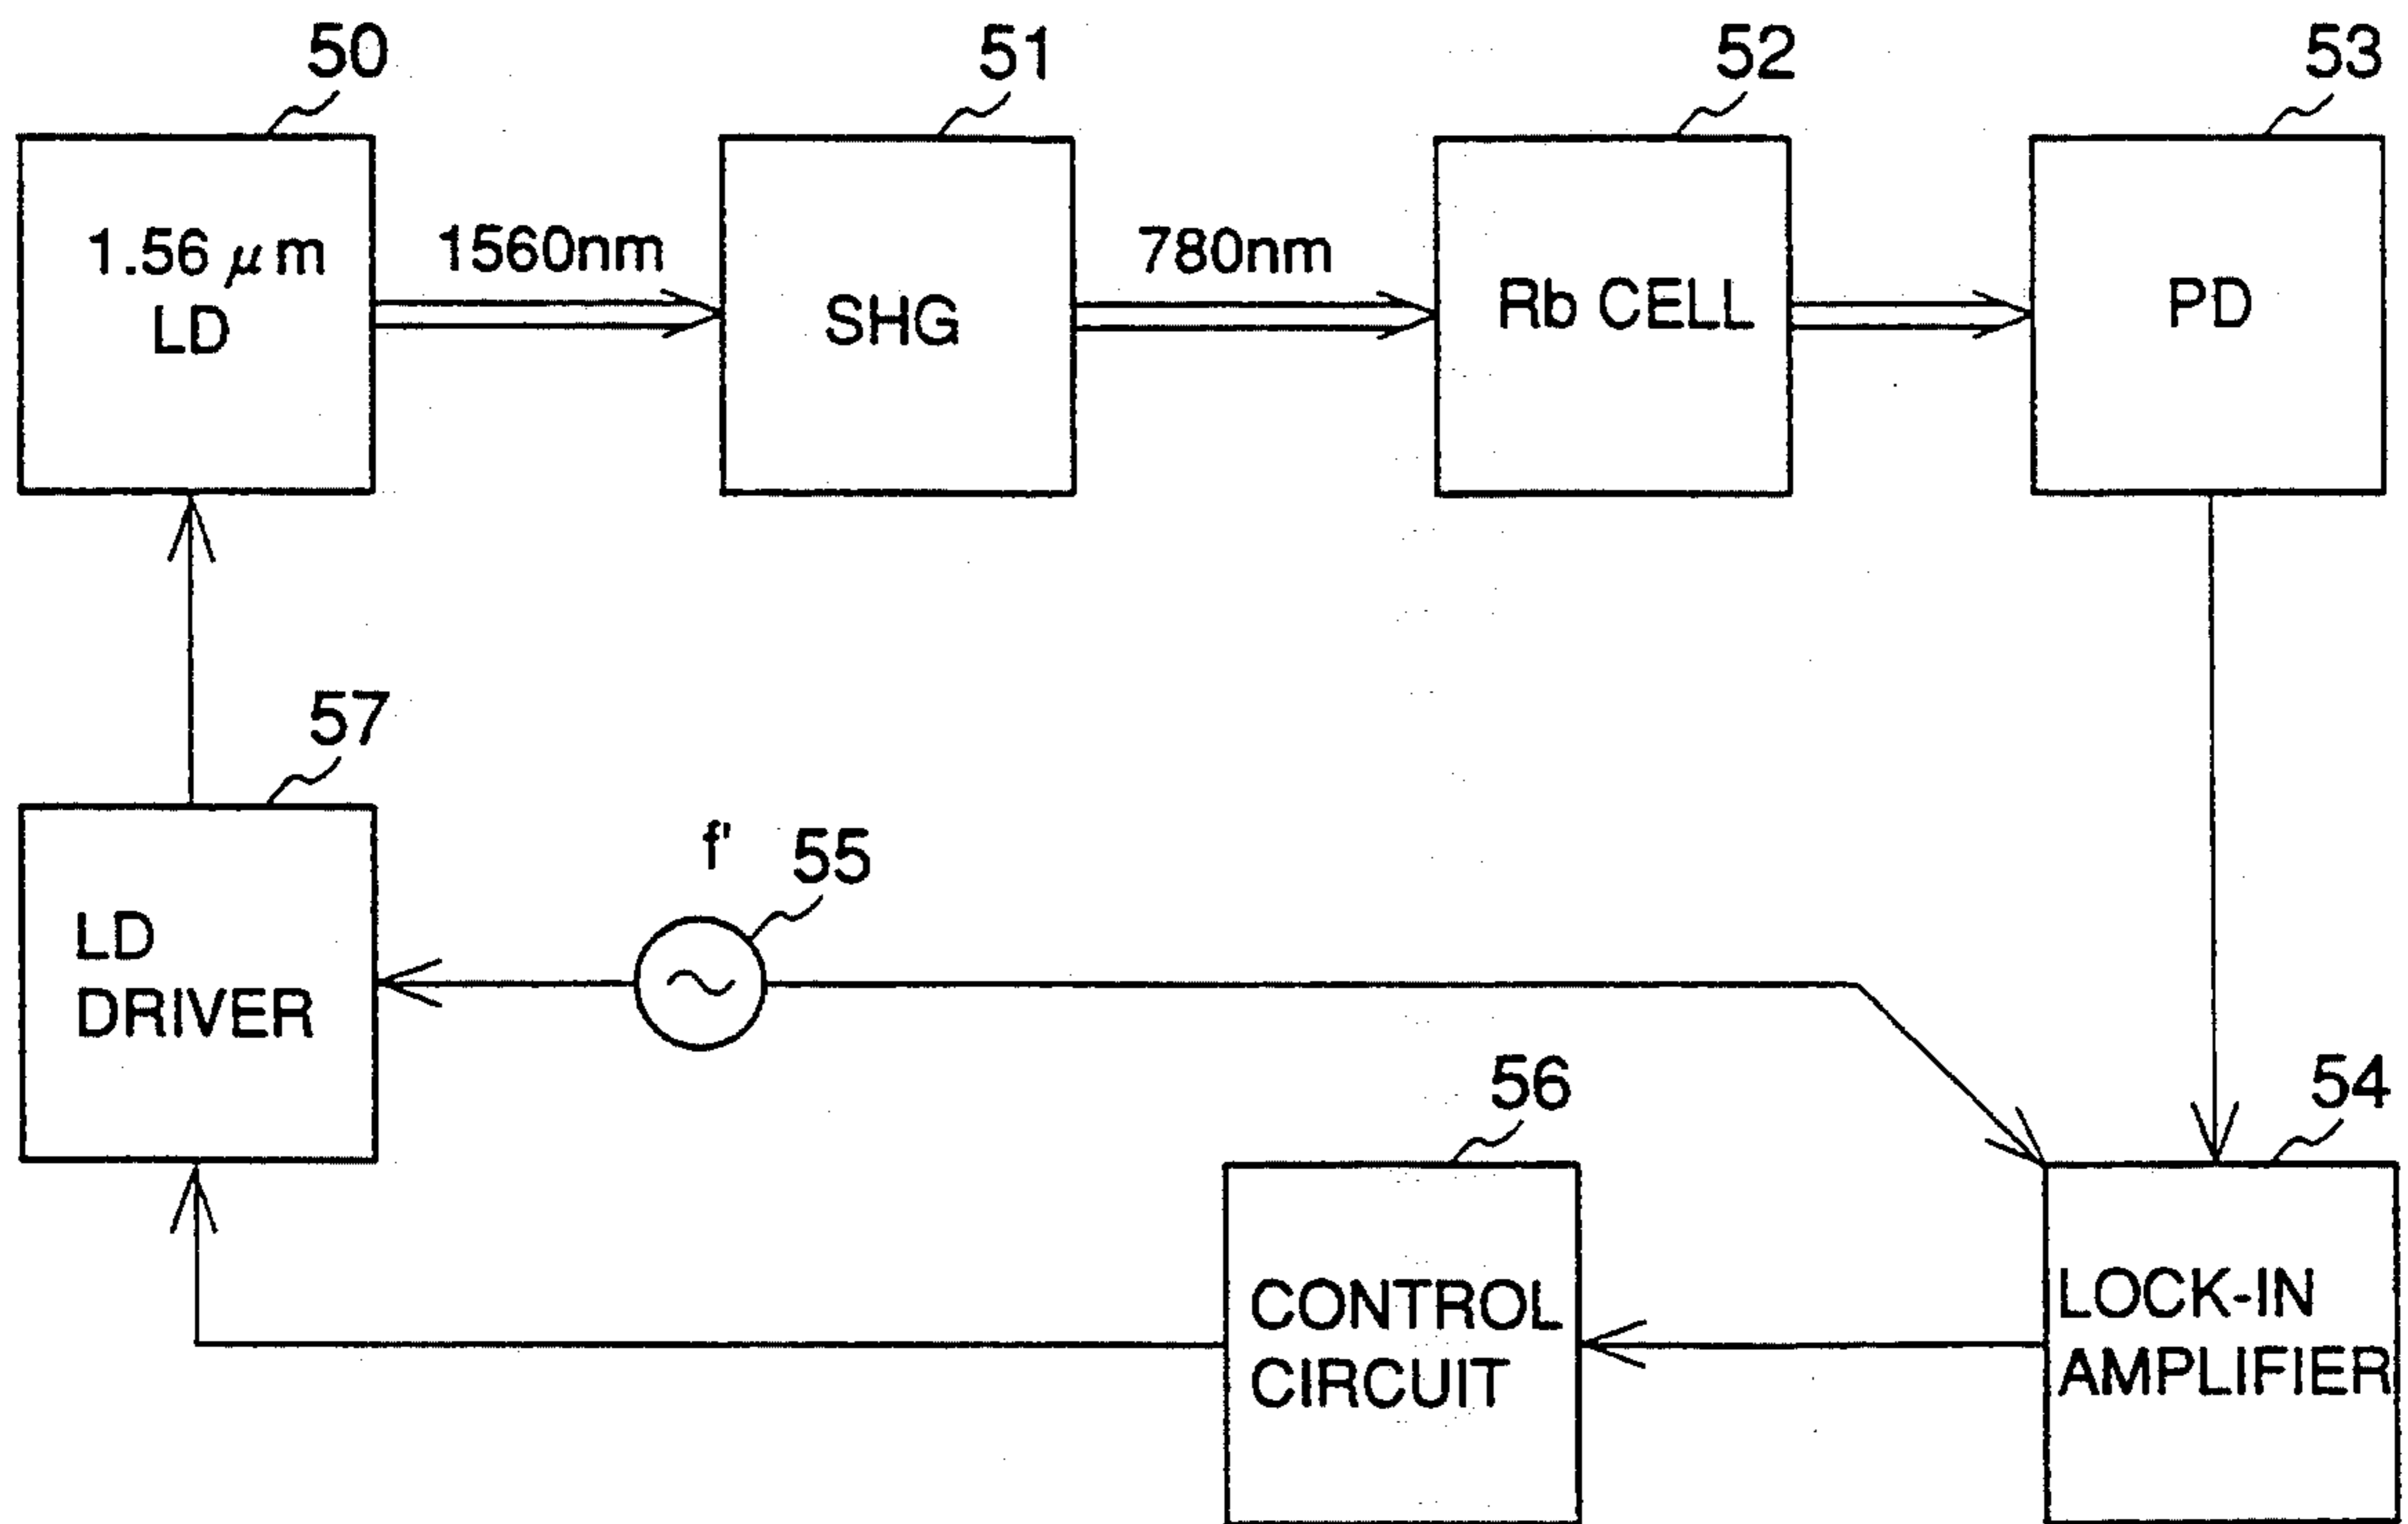 50
51
52
53
1.56 μm
LD
1560nm
SHG
780nm
Rb CELL
PD
57
f'
55
LD
DRIVER
56
54
CONTROL
CIRCUIT
LOCK-IN
AMPLIFIER